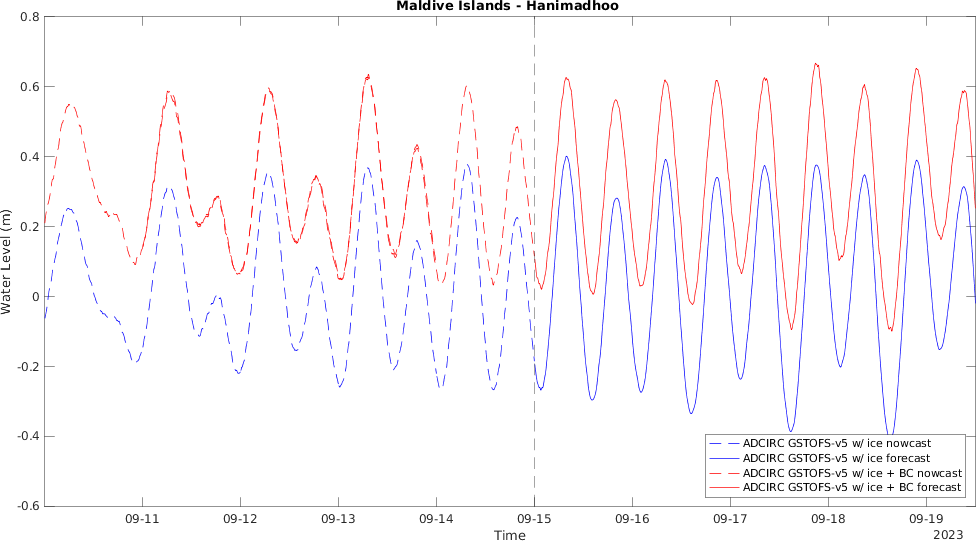 Maldive Islands - Hanimadhoo
Water Level (m)
0.8
0.6
0.4
0.2
0
-0.2
-0.4
-0.6
ADCIRC GSTOFS-v5 w/ ice nowcast
ADCIRC GSTOFS-v5 w/ ice forecast
ADCIRC GSTOFS-v5 w/ ice + BC nowcast
ADCIRC GSTOFS-v5 w/ ice + BC forecast
09-11 09-12 09-13 09-14 09-15 09-16 09-17 09-18 09-19
Time
2023